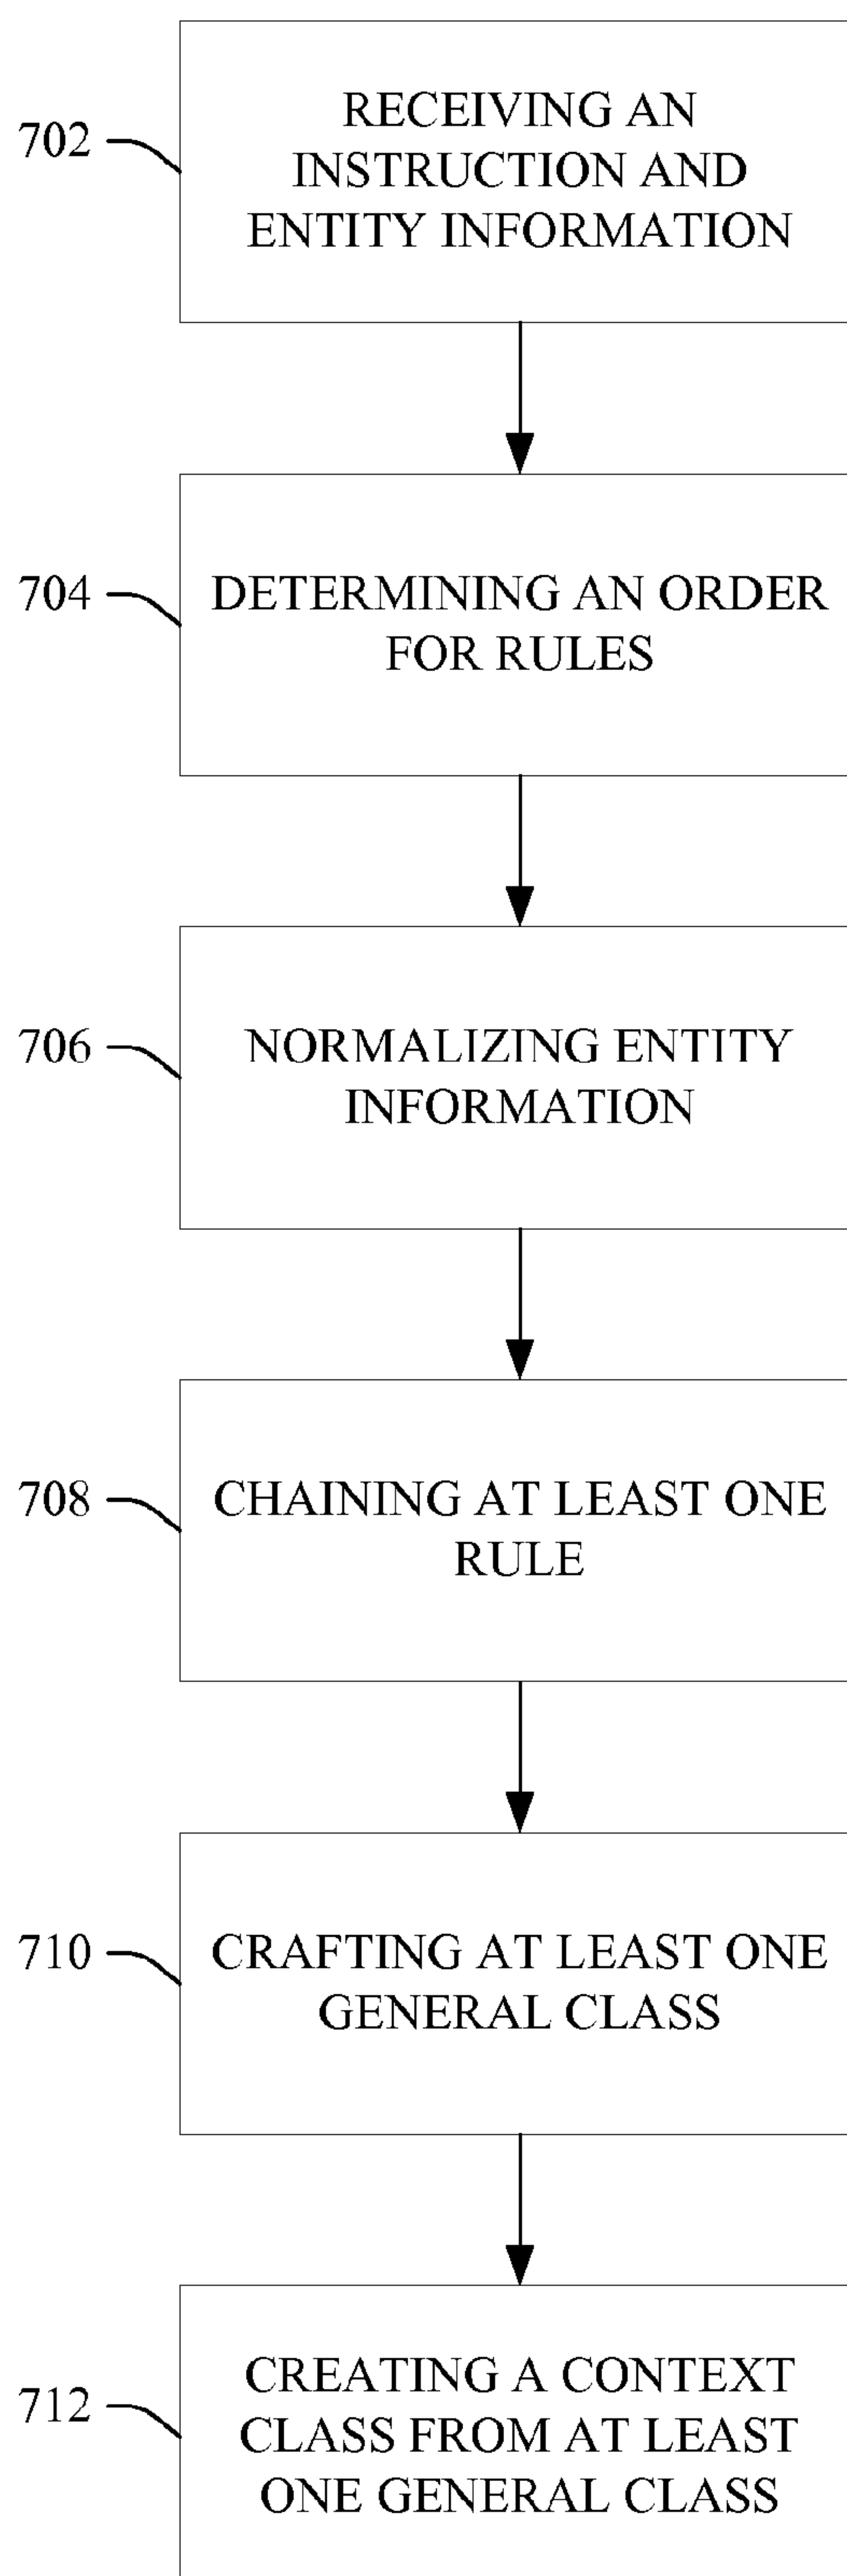 702
RECEIVING AN
INSTRUCTION AND
ENTITY INFORMATION
704
DETERMINING AN ORDER
FOR RULES
706
NORMALIZING ENTITY
INFORMATION
708
CHAINING AT LEAST ONE
RULE
710
CRAFTING AT LEAST ONE
GENERAL CLASS
712
CREATING A CONTEXT
CLASS FROM AT LEAST
ONE GENERAL CLASS